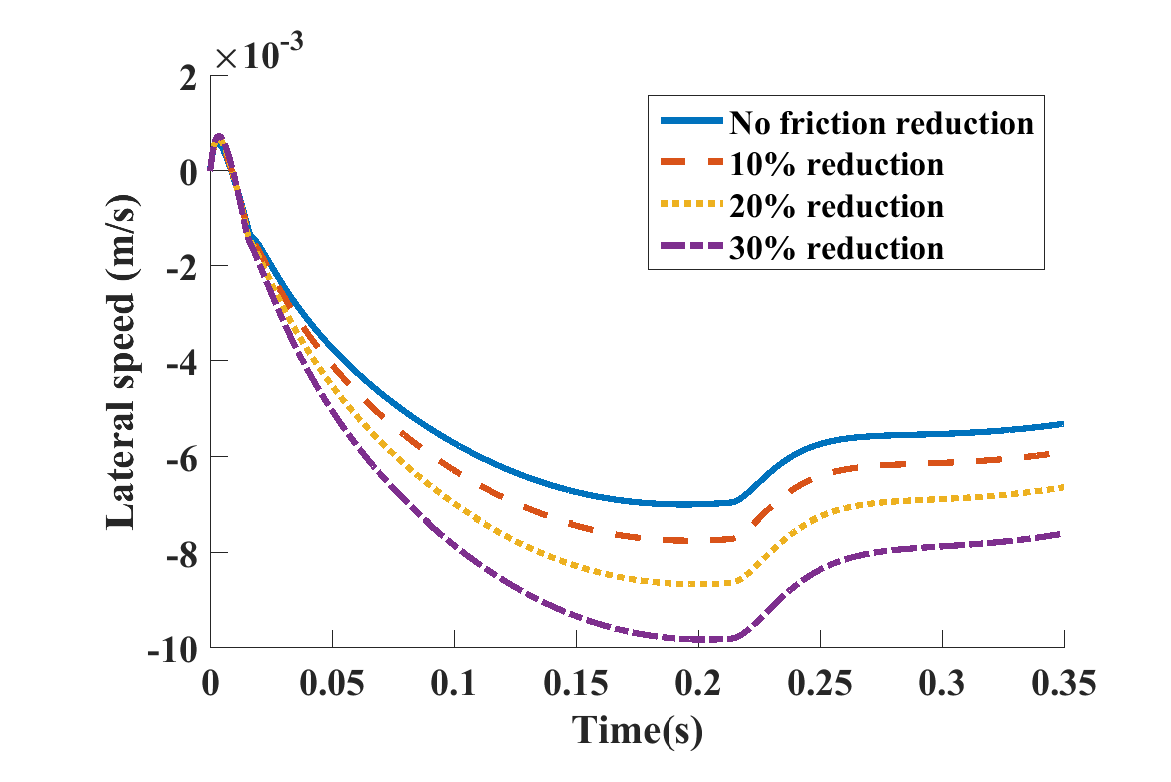 ×10-3
2
0
-2
-4
-6
-8
-10
Lateral speed (m/s)
No friction reduction
10% reduction
20% reduction
30% reduction
0 0.05 0.1 0.15 0.2 0.25 0.3 0.35
Time(s)